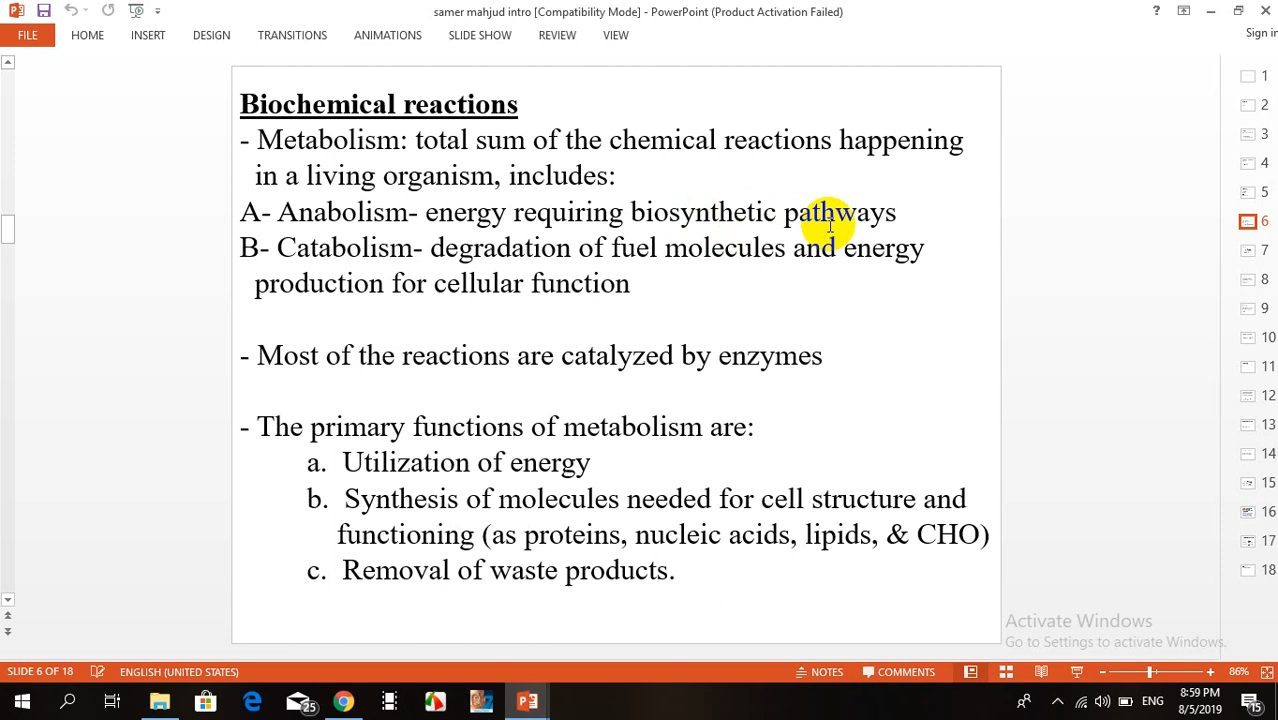 samer mahjud intro [Compatibility Mode] - PowerPoint (Product Activation Failed)
?
FILE HOME INSERT DESIGN TRANSITIONS ANIMATIONS SLIDE SHOW REVIEW VIEW
Sign in
Biochemical reactions
- Metabolism: total sum of the chemical reactions happening
in a living organism, includes:
A- Anabolism- energy requiring biosynthetic pathways
B- Catabolism- degradation of fuel molecules and energy
production for cellular function
- Most of the reactions are catalyzed by enzymes
- The primary functions of metabolism are:
a. Utilization of energy
b. Synthesis of molecules needed for cell structure and
functioning (as proteins, nucleic acids, lipids, & CHO)
c. Removal of waste products.
1
2
3
4
5
6
7
8
9
10
11
12
13
14
15
16
17
18
Activate Windows
Go to Settings to activate Windows.
SLIDE 6 OF 18 ENGLISH (UNITED STATES) NOTES COMMENTS 86%
25 ENG 8:59 PM
8/5/2019 15